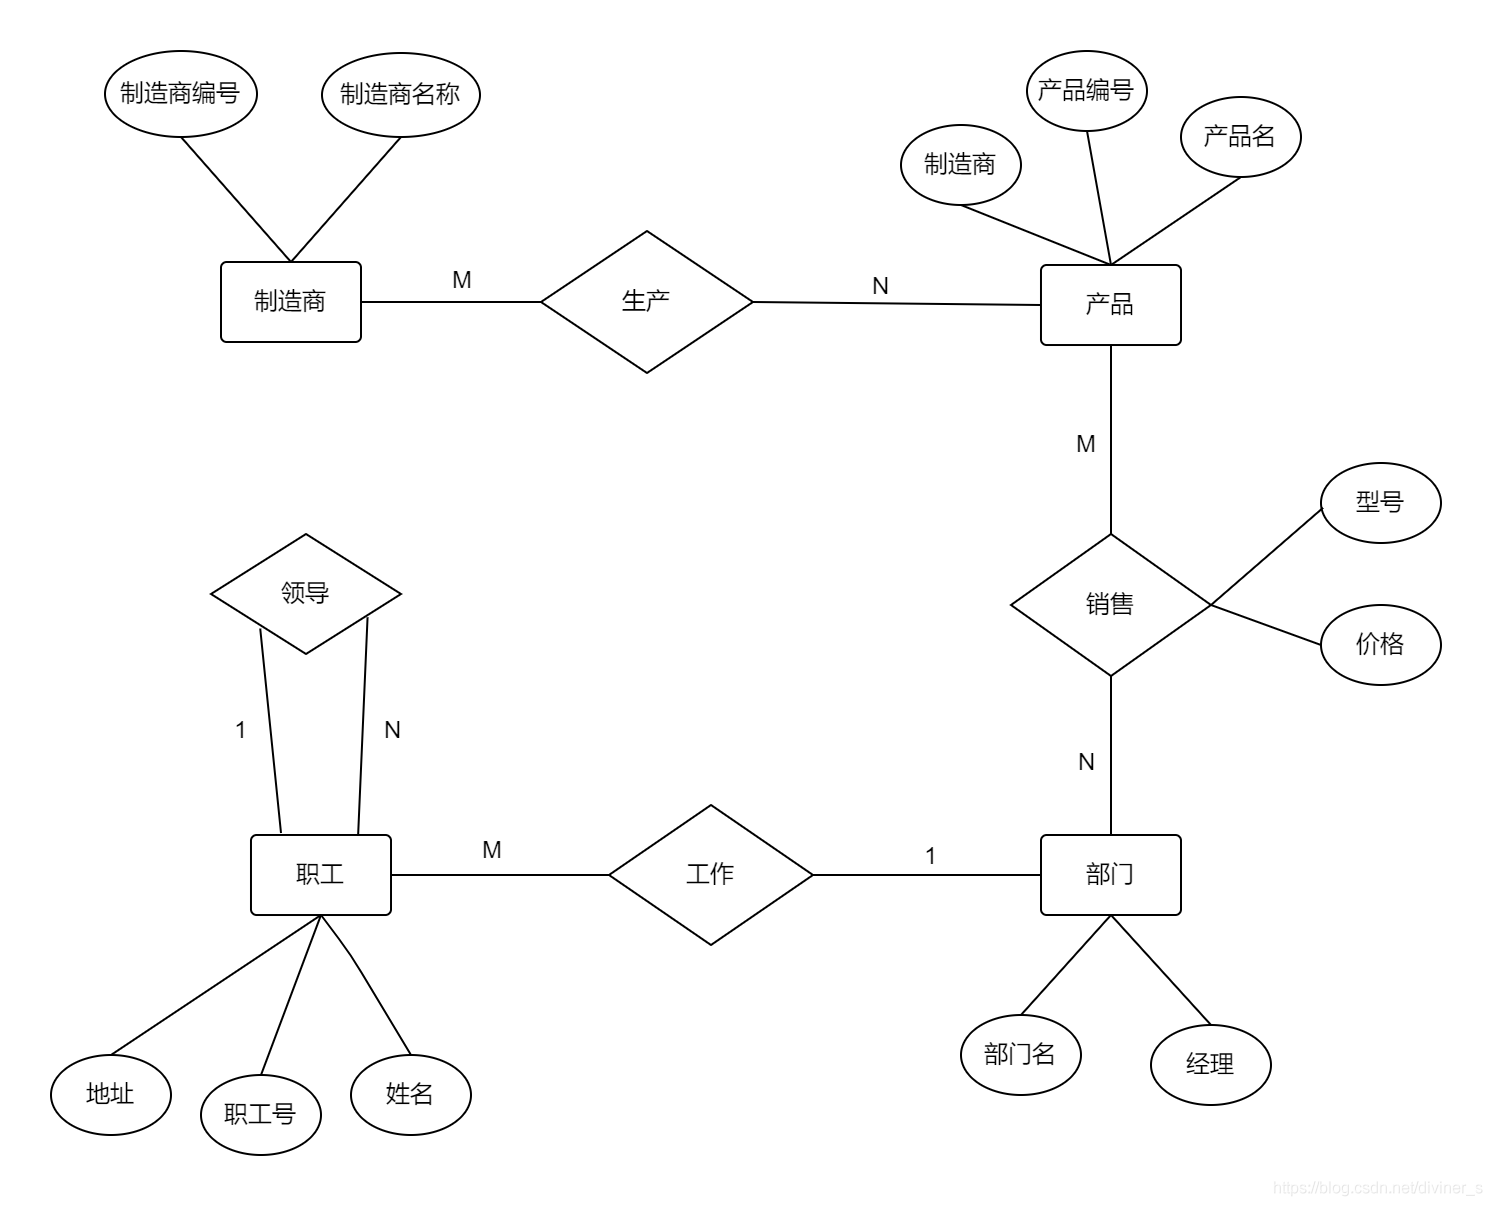 制造商编号
制造商名称
产品编号
产品名
制造商
制造商
M
生产
N
产品
M
型号
领导
销售
价格
1
N
N
职工
M
工作
1
部门
地址
职工号
姓名
部门名
经理
https://blog.csdn.net/diviner_s